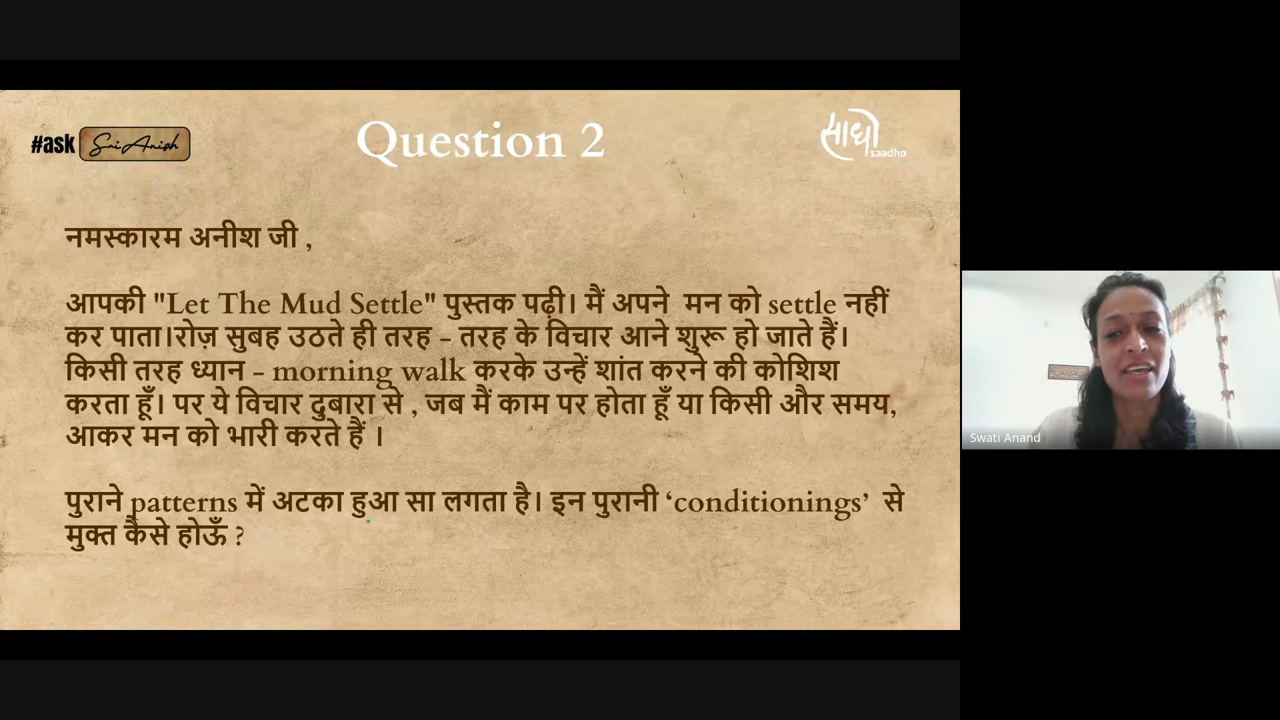 #ask Sri Anish
Question 2
साधो
saadho
नमस्कारम अनीश जी ,
आपकी "Let The Mud Settle" पुस्तक पढ़ी। मैं अपने मन को settle नहीं
कर पाता।रोज़ सुबह उठते ही तरह - तरह के विचार आने शुरू हो जाते हैं।
किसी तरह ध्यान - morning walk करके उन्हें शांत करने की कोशिश
करता हूँ। पर ये विचार दुबारा से , जब मैं काम पर होता हूँ या किसी और समय,
आकर मन को भारी करते हैं ।
पुराने patterns में अटका हुआ सा लगता है। इन पुरानी ‘conditionings’ से
मुक्त कैसे होऊँ ?
Swati Anand